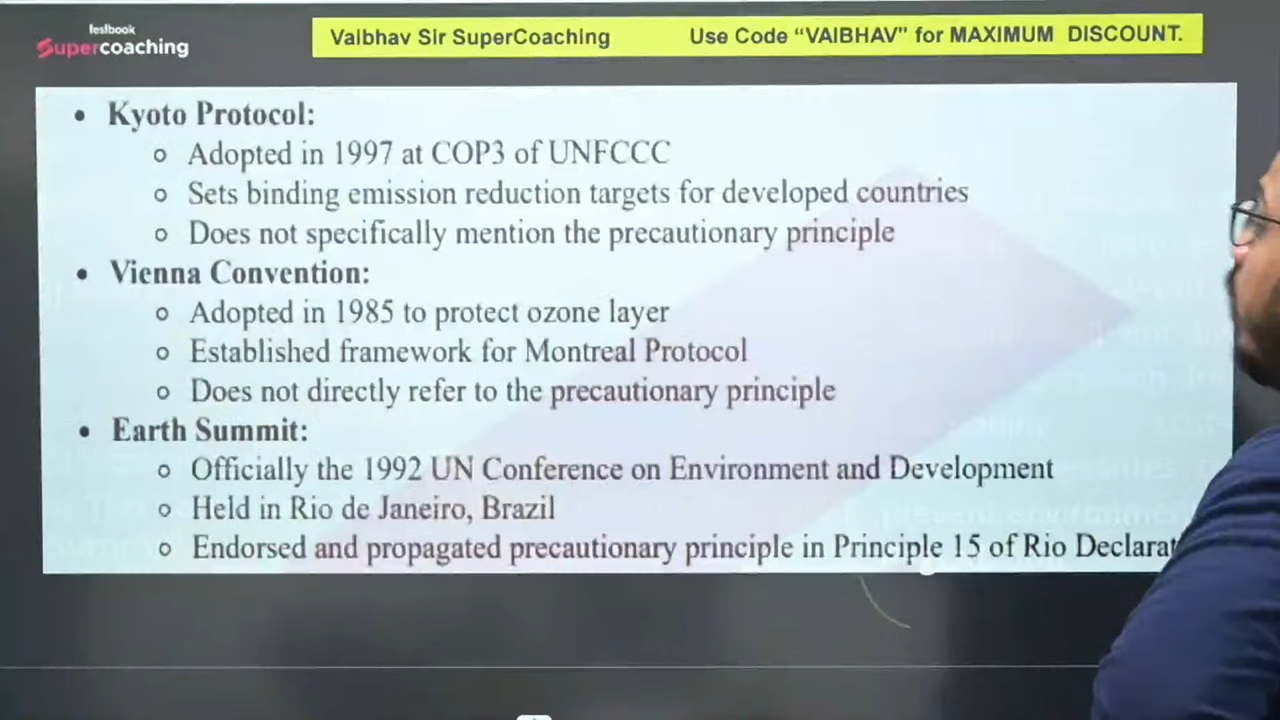 testbook
Supercoaching
Vaibhav Sir SuperCoaching Use Code “VAIBHAV” for MAXIMUM DISCOUNT.
• Kyoto Protocol:
o Adopted in 1997 at COP3 of UNFCCC
o Sets binding emission reduction targets for developed countries
o Does not specifically mention the precautionary principle
• Vienna Convention:
o Adopted in 1985 to protect ozone layer
o Established framework for Montreal Protocol
o Does not directly refer to the precautionary principle
• Earth Summit:
o Officially the 1992 UN Conference on Environment and Development
o Held in Rio de Janeiro, Brazil
o Endorsed and propagated precautionary principle in Principle 15 of Rio Declarat